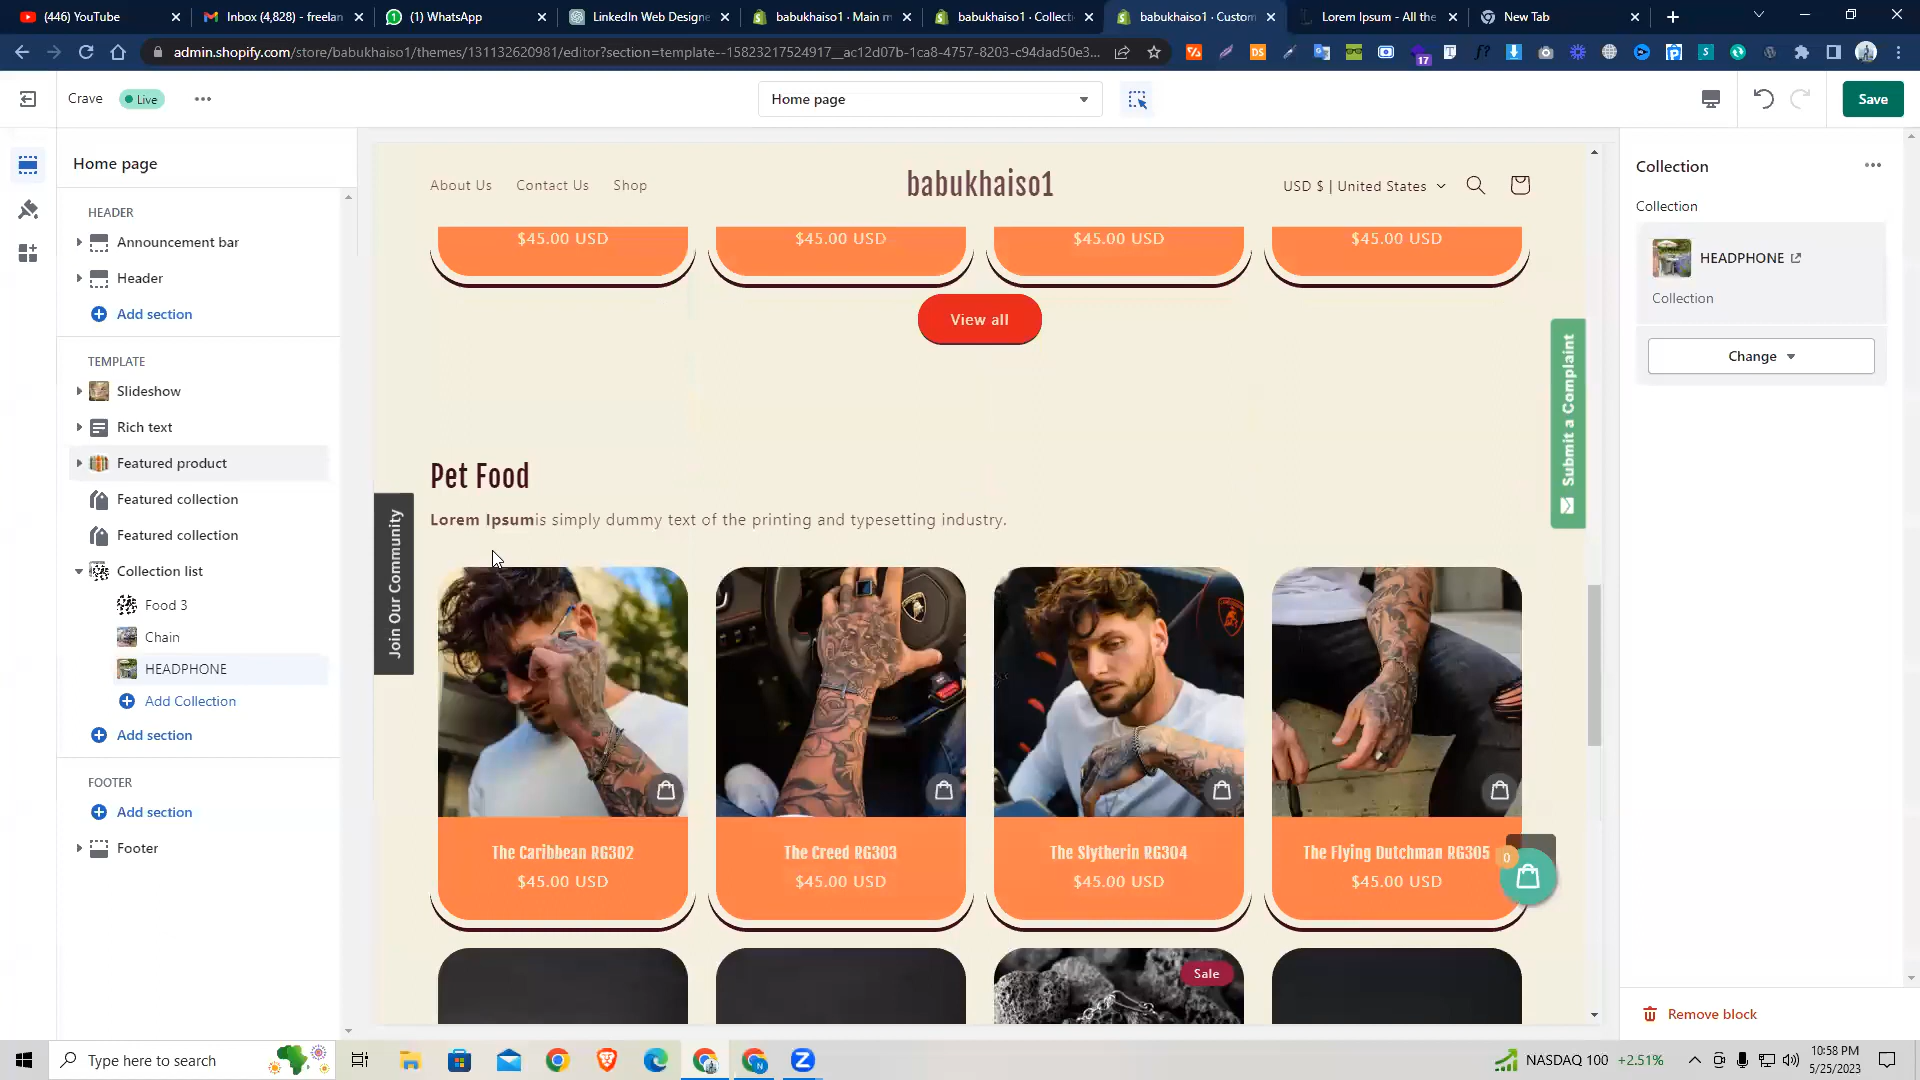 (446) YouTube
Inbox (4,828) - freelan
(1) WhatsApp
LinkedIn Web Designe
babukhaiso1 · Main m
babukhaiso1 · Collecti
babukhaiso1 · Custom
Lorem Ipsum - All the
New Tab
admin.shopify.com/store/babukhaiso1/themes/131132620981/editor?section=template--15823217524917__ac12d07b-1ca8-4757-8203-c94dad50e3...
17
Crave
Live
Home page
Save
Home page
HEADER
Announcement bar
Header
Add section
TEMPLATE
Slideshow
Rich text
Featured product
Featured collection
Featured collection
Collection list
Food 3
Chain
HEADPHONE
Add Collection
Add section
FOOTER
Add section
Footer
About Us
Contact Us
Shop
babukhaiso1
USD $ | United States
$45.00 USD
$45.00 USD
$45.00 USD
$45.00 USD
View all
Pet Food
Lorem Ipsumis simply dummy text of the printing and typesetting industry.
Join Our Community
Submit a Complaint
The Caribbean RG302
$45.00 USD
The Creed RG303
$45.00 USD
The Slytherin RG304
$45.00 USD
The Flying Dutchman RG305
$45.00 USD
0
Sale
Collection
Collection
HEADPHONE
Collection
Change
Remove block
Type here to search
NASDAQ 100 +2.51%
10:58 PM
5/25/2023